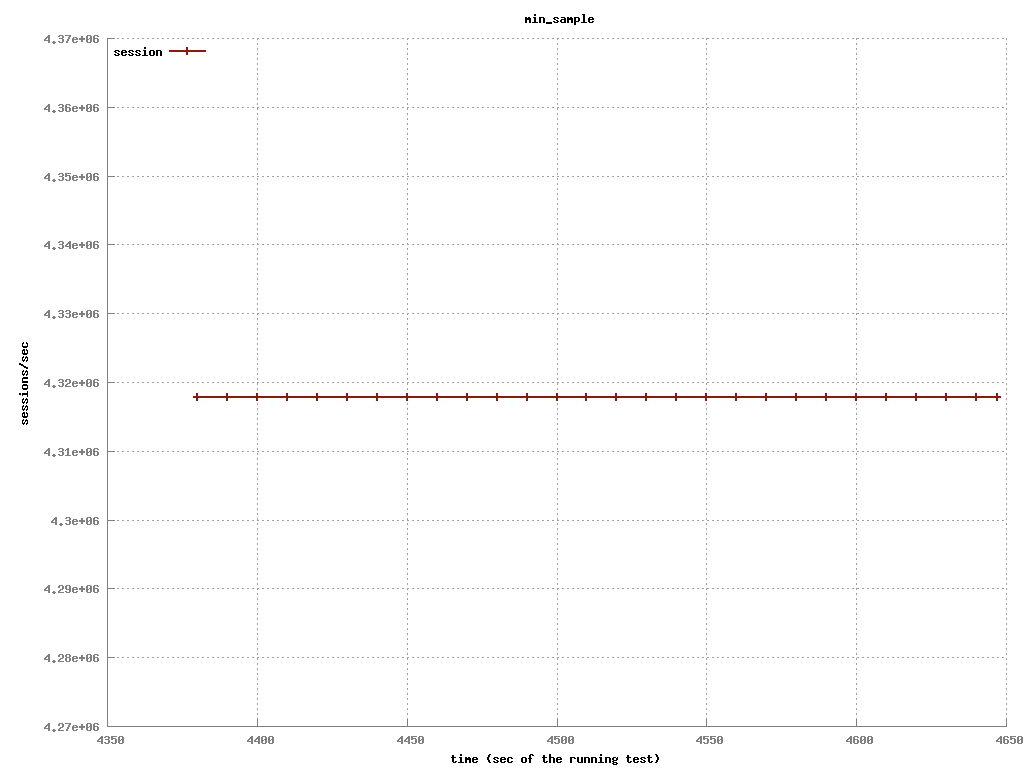 min_sample
session
4.37e+06
4.36e+06
4.35e+06
4.34e+06
4.33e+06
4.32e+06
4.31e+06
4.3e+06
4.29e+06
4.28e+06
4.27e+06
sessions/sec
4350 4400 4450 4500 4550 4600 4650
time (sec of the running test)